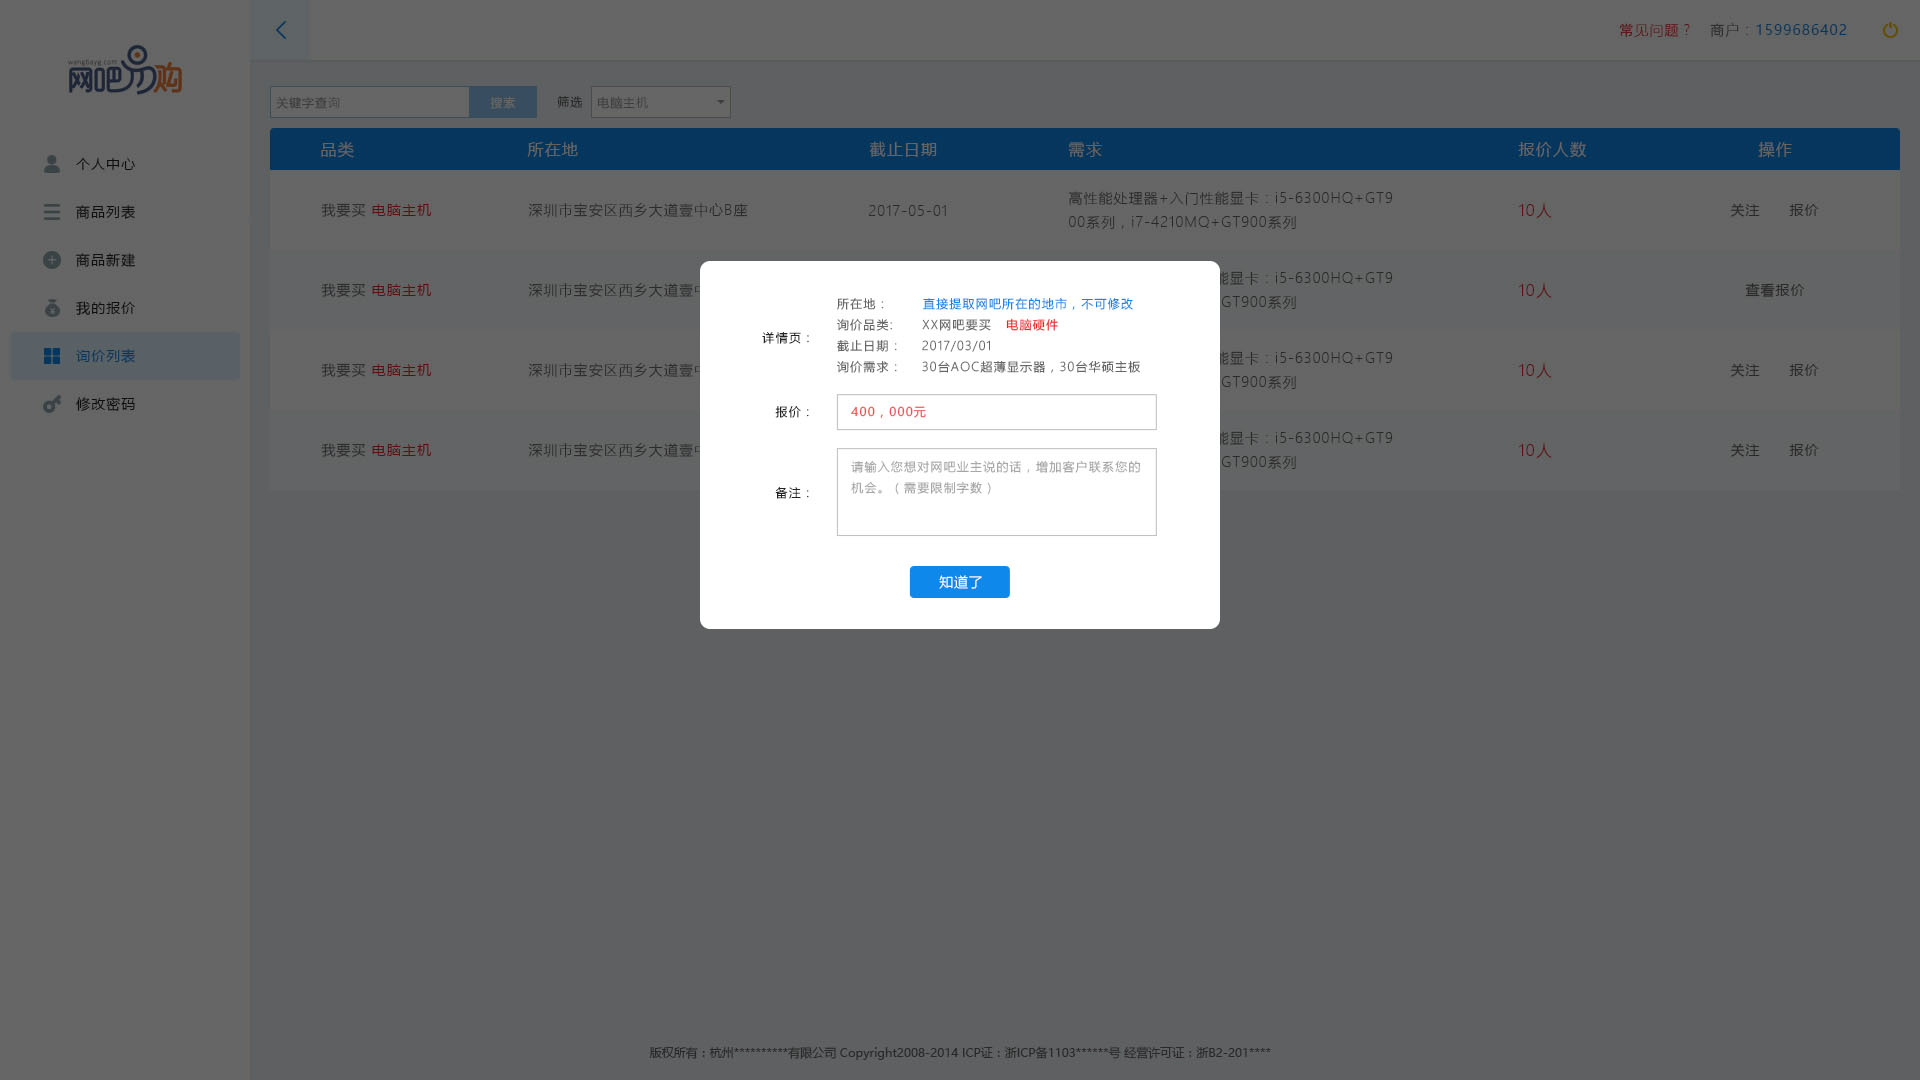 wangbayg.com
网吧易购
常见问题？ 商户：1599686402
关键字查询 搜索 筛选 电脑主机
个人中心
商品列表
商品新建
我的报价
询价列表
修改密码
品类 所在地 截止日期 需求 报价人数 操作
我要买 电脑主机 深圳市宝安区西乡大道壹中心B座 2017-05-01 高性能处理器+入门性能显卡：i5-6300HQ+GT9
00系列，i7-4210MQ+GT900系列 10人 关注 报价
我要买 电脑主机 深圳市宝安区西乡大道壹 能显卡：i5-6300HQ+GT9
GT900系列 10人 查看报价
我要买 电脑主机 深圳市宝安区西乡大道壹 能显卡：i5-6300HQ+GT9
GT900系列 10人 关注 报价
我要买 电脑主机 深圳市宝安区西乡大道壹 能显卡：i5-6300HQ+GT9
GT900系列 10人 关注 报价
详情页：
所在地： 直接提取网吧所在的地市，不可修改
询价品类: XX网吧要买 电脑硬件
截止日期： 2017/03/01
询价需求： 30台AOC超薄显示器，30台华硕主板
报价： 400，000元
备注： 请输入您想对网吧业主说的话，增加客户联系您的
机会。（需要限制字数）
知道了
版权所有：杭州**********有限公司 Copyright2008-2014 ICP证：浙ICP备1103******号 经营许可证：浙B2-201****